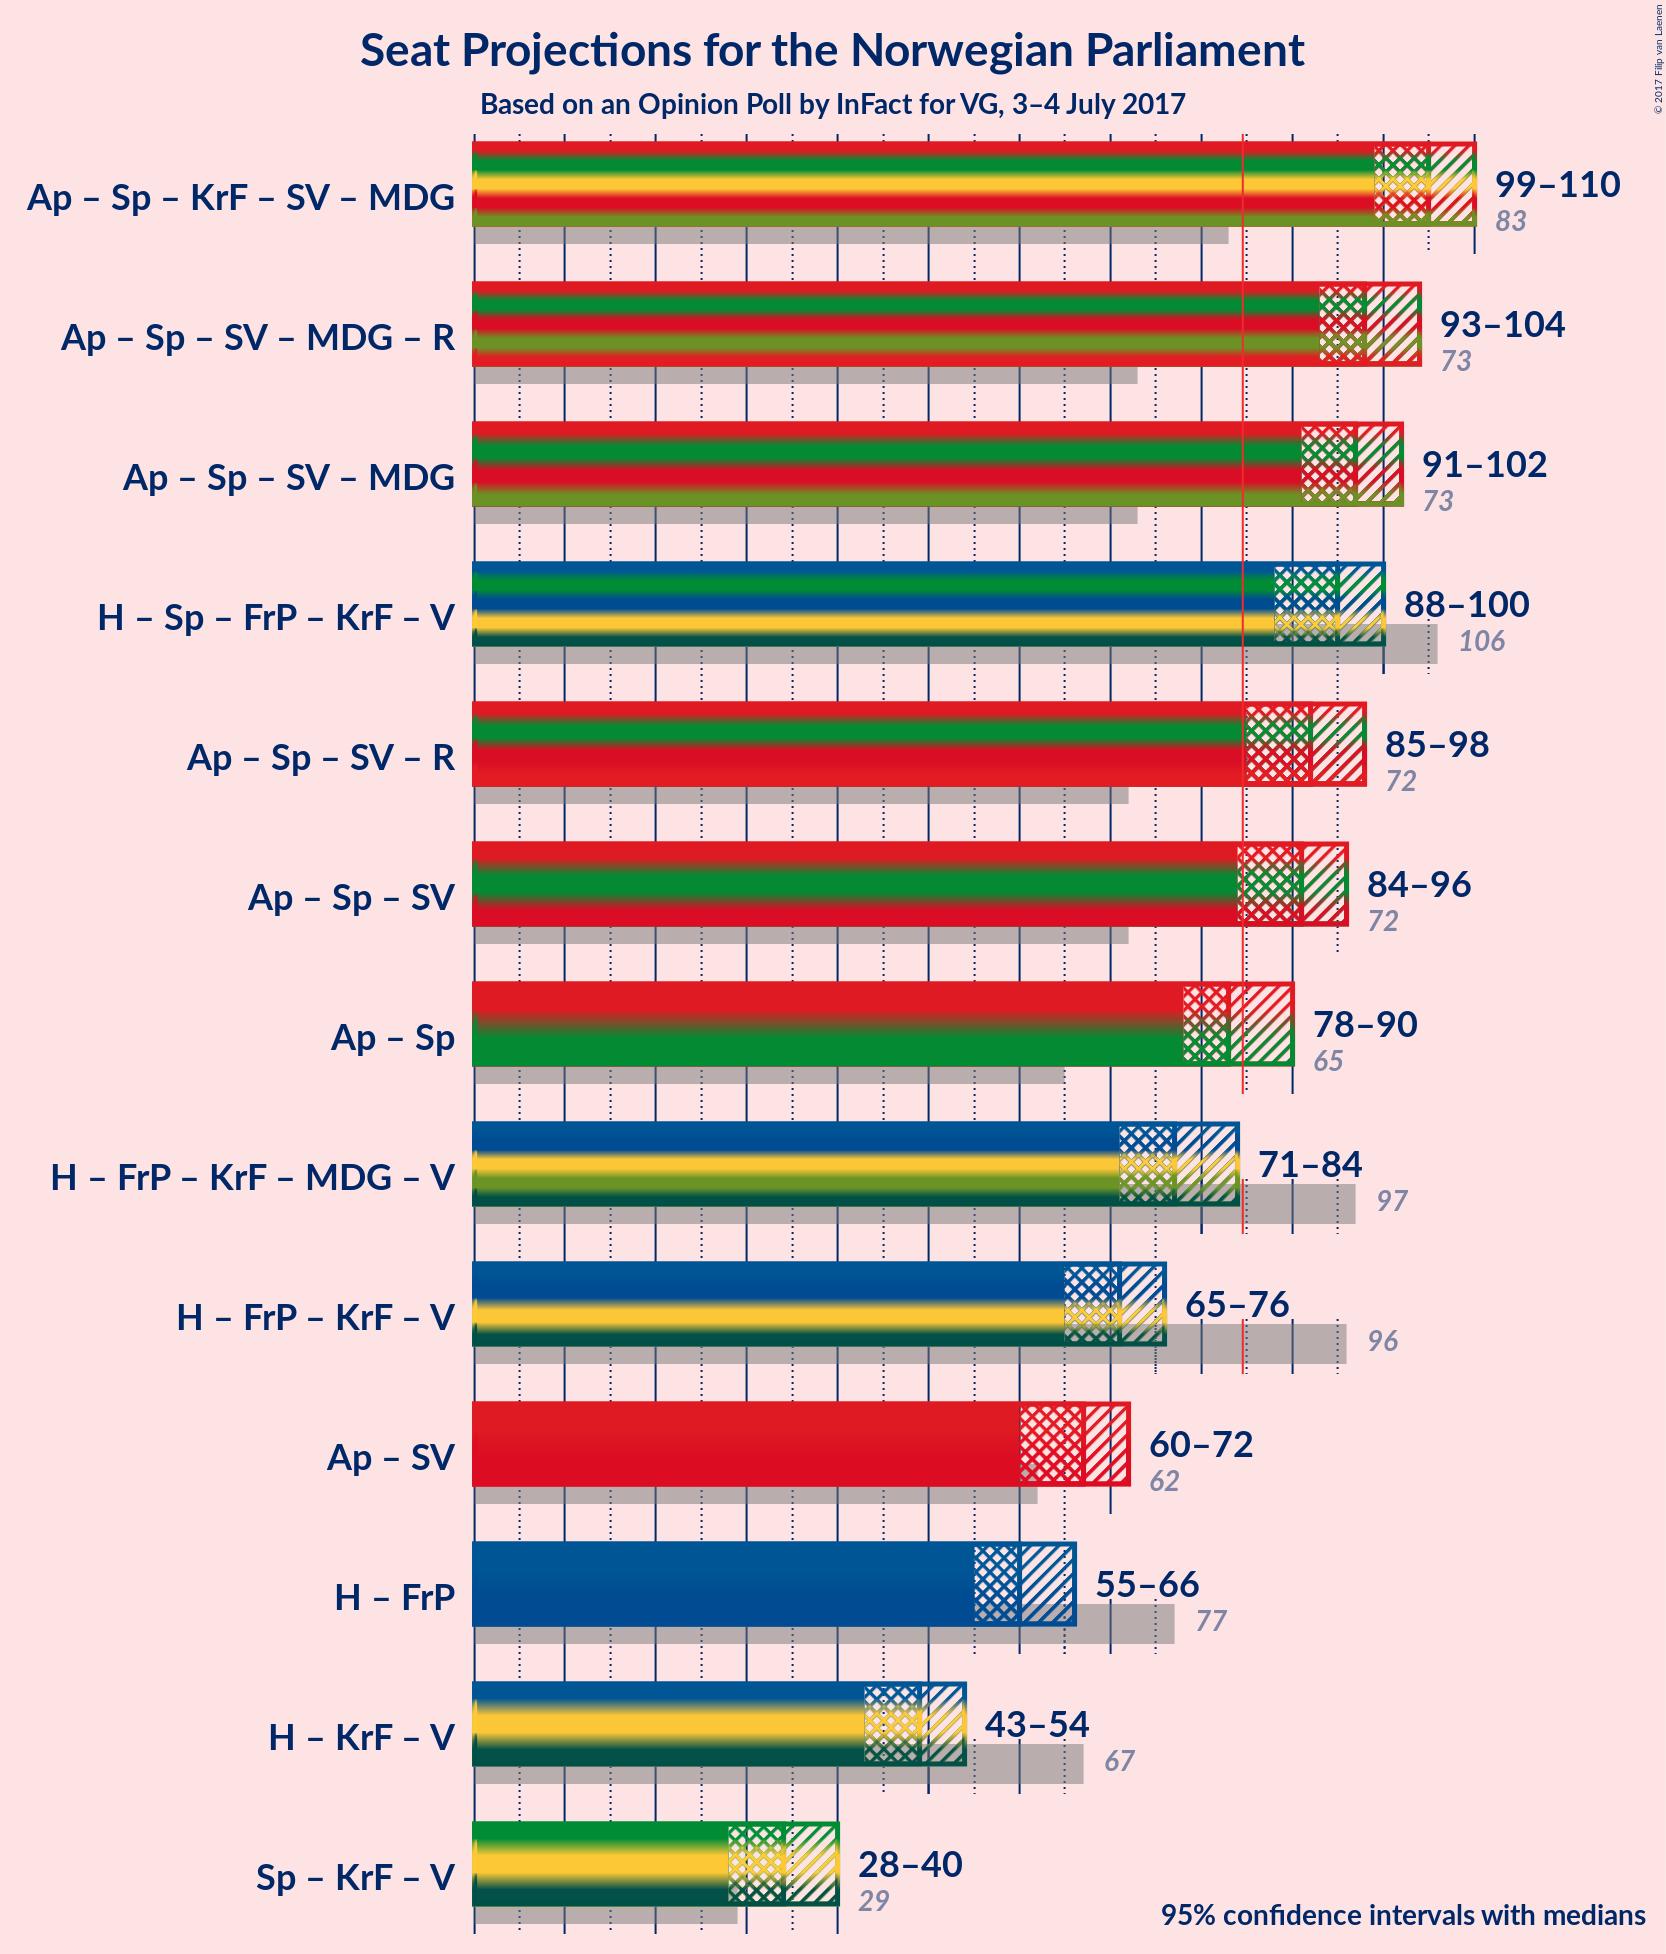 Seat Projections for the Norwegian Parliament
Based on an Opinion Poll by InFact for VG, 3–4 July 2017
© 2017 Filip van Laenen
Ap – Sp – KrF – SV – MDG
99–110
83
Ap – Sp – SV – MDG – R
93–104
73
Ap – Sp – SV – MDG
91–102
73
H – Sp – FrP – KrF – V
88–100
106
Ap – Sp – SV – R
85–98
72
Ap – Sp – SV
84–96
72
Ap – Sp
78–90
65
H – FrP – KrF – MDG – V
71–84
97
H – FrP – KrF – V
65–76
96
Ap – SV
60–72
62
H – FrP
55–66
77
H – KrF – V
43–54
67
Sp – KrF – V
28–40
29
95% confidence intervals with medians